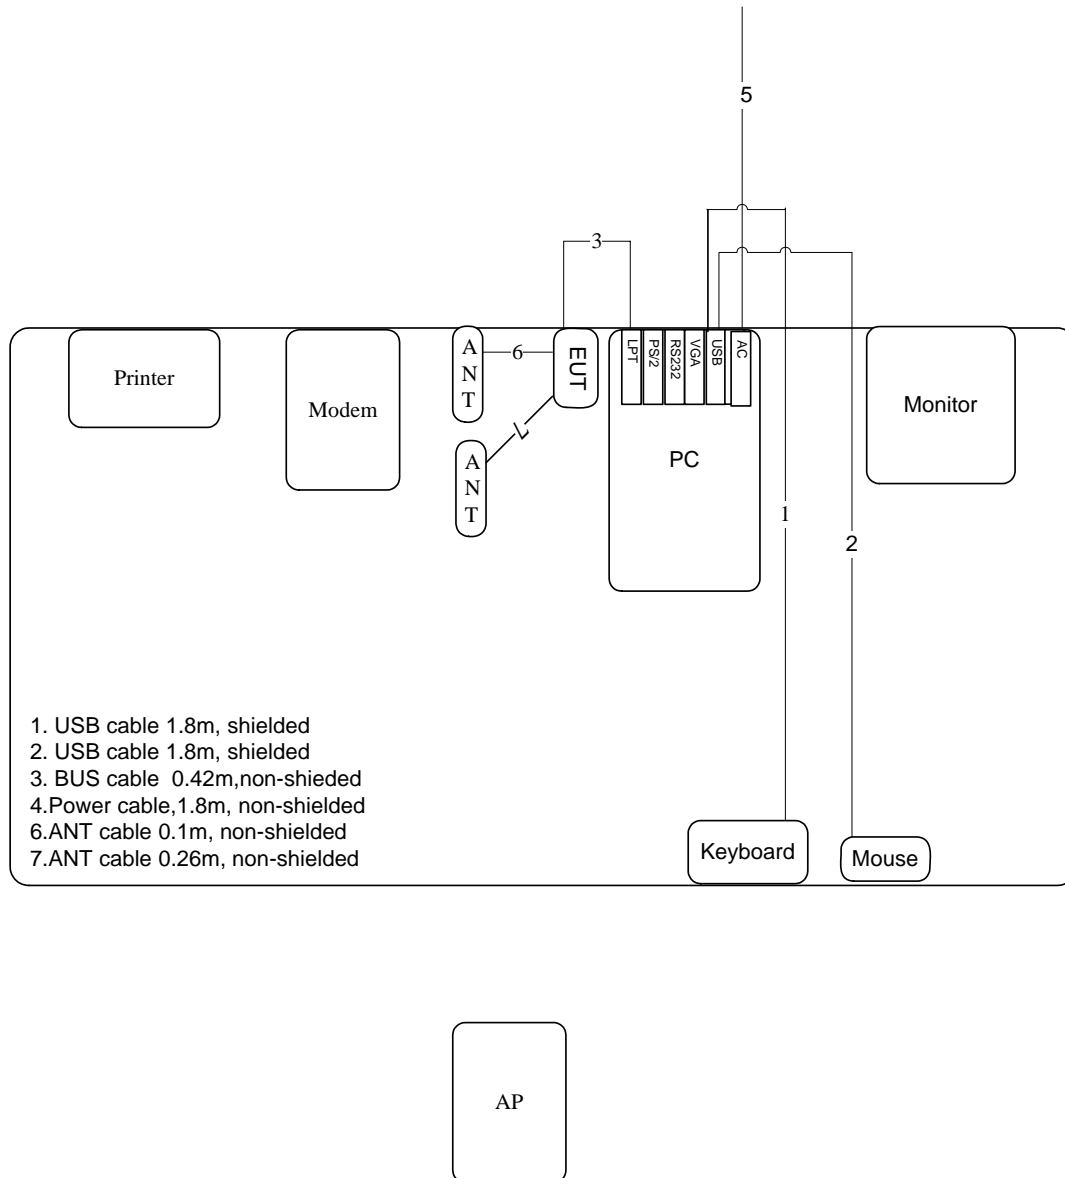 5
3
Printer
Modem
ANT
6
EUT
7
ANT
LPT
PS/2
RS232
VGA
USB
AC
PC
Monitor
1
2
1. USB cable 1.8m, shielded
2. USB cable 1.8m, shielded
3. BUS cable  0.42m,non-shieded
4.Power cable,1.8m, non-shielded
6.ANT cable 0.1m, non-shielded
7.ANT cable 0.26m, non-shielded
Keyboard
Mouse
AP